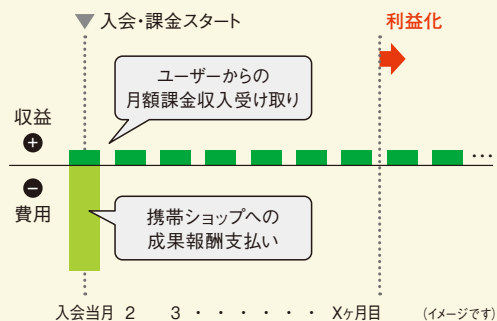 ▼入会・課金スタート
利益化
ユーザーからの
月額課金収入受け取り
収益
＋
…
－
費用
携帯ショップへの
成果報酬支払い
入会当月 2 3 ・ ・ ・ ・ ・ ・ Xヶ月目 (イメージです)